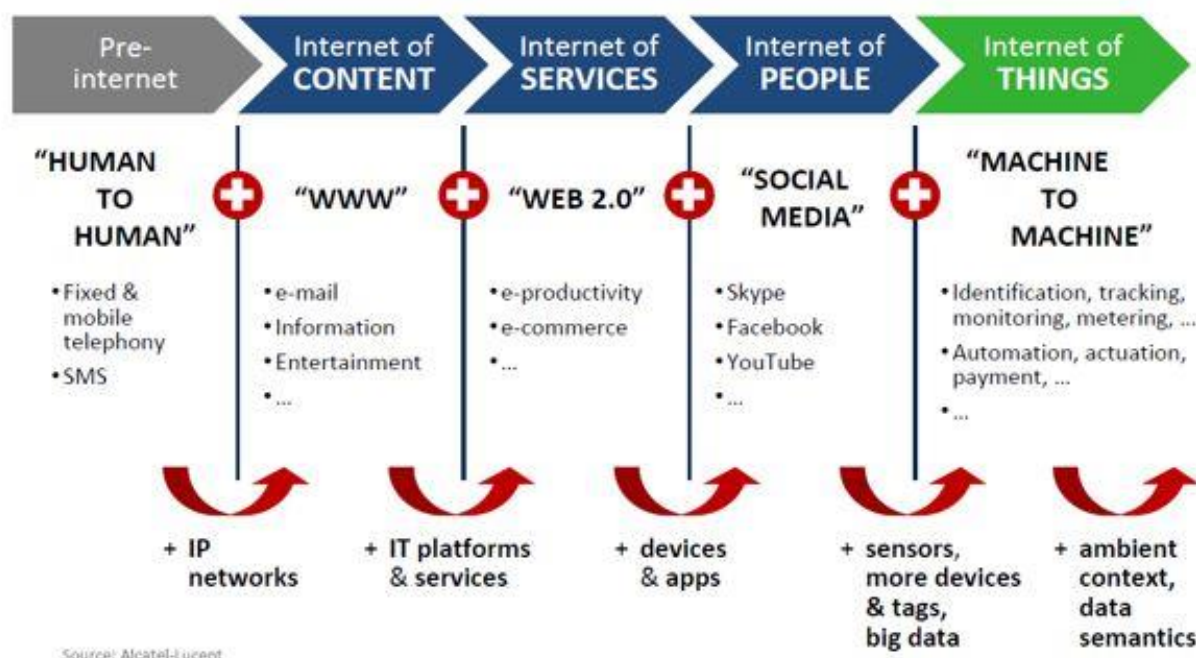 Pre-
internet
Internet of
CONTENT
Internet of
SERVICES
Internet of
PEOPLE
Internet of
THINGS
“HUMAN
TO
HUMAN”
“WWW”
“WEB 2.0”
“SOCIAL
MEDIA”
“MACHINE
TO
MACHINE”
•Fixed &
mobile
telephony
•SMS
•e-mail
•Information
•Entertainment
•...
•e-productivity
•e-commerce
•...
•Skype
•Facebook
•YouTube
•...
•Identification, tracking,
monitoring, metering, ...
•Automation, actuation,
payment, ...
•...
+ IP
networks
+ IT platforms
& services
+ devices
& apps
+ sensors,
more devices
& tags,
big data
+ ambient
context,
data
semantics
Source: Alcatel-Lucent